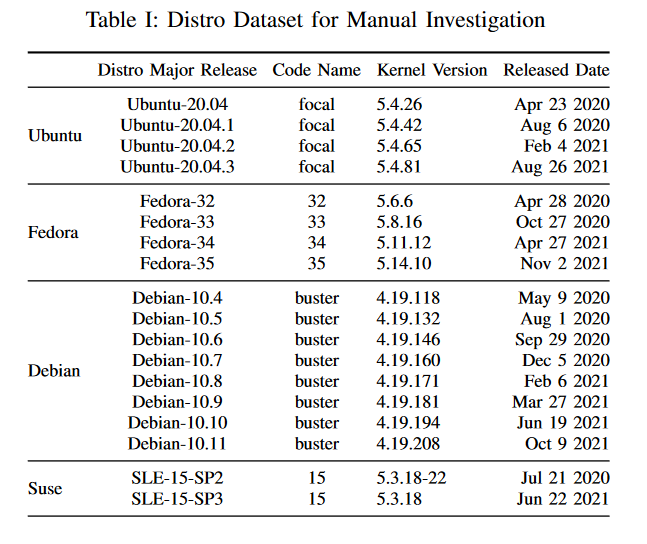 Table I: Distro Dataset for Manual Investigation
Distro Major Release Code Name Kernel Version Released Date
Ubuntu
Ubuntu-20.04 focal 5.4.26 Apr 23 2020
Ubuntu-20.04.1 focal 5.4.42 Aug 6 2020
Ubuntu-20.04.2 focal 5.4.65 Feb 4 2021
Ubuntu-20.04.3 focal 5.4.81 Aug 26 2021
Fedora
Fedora-32 32 5.6.6 Apr 28 2020
Fedora-33 33 5.8.16 Oct 27 2020
Fedora-34 34 5.11.12 Apr 27 2021
Fedora-35 35 5.14.10 Nov 2 2021
Debian
Debian-10.4 buster 4.19.118 May 9 2020
Debian-10.5 buster 4.19.132 Aug 1 2020
Debian-10.6 buster 4.19.146 Sep 29 2020
Debian-10.7 buster 4.19.160 Dec 5 2020
Debian-10.8 buster 4.19.171 Feb 6 2021
Debian-10.9 buster 4.19.181 Mar 27 2021
Debian-10.10 buster 4.19.194 Jun 19 2021
Debian-10.11 buster 4.19.208 Oct 9 2021
Suse
SLE-15-SP2 15 5.3.18-22 Jul 21 2020
SLE-15-SP3 15 5.3.18 Jun 22 2021